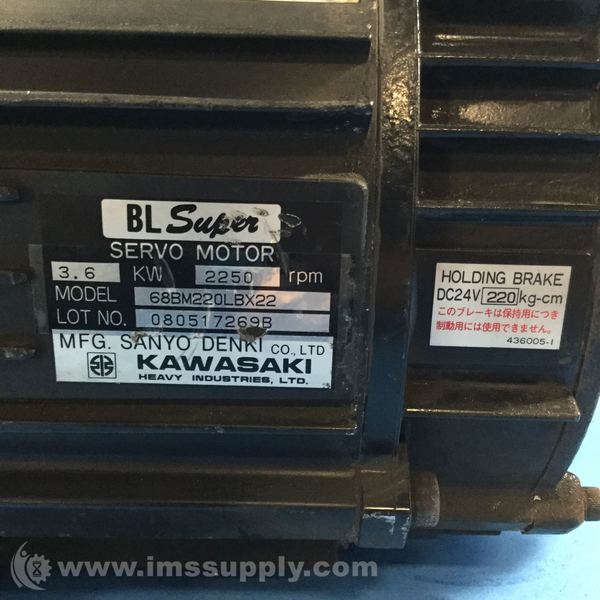 BL Super
SERVO MOTOR
3.6 KW 2250 rpm
MODEL 68BM220LBX22
LOT NO. 080517269B
MFG. SANYO DENKI CO., LTD
KAWASAKI
HEAVY INDUSTRIES, LTD.
HOLDING BRAKE
DC24V 220 kg-cm
このブレーキは保持用につき
制動用には使用できません.
436005-1
www.imssupply.com